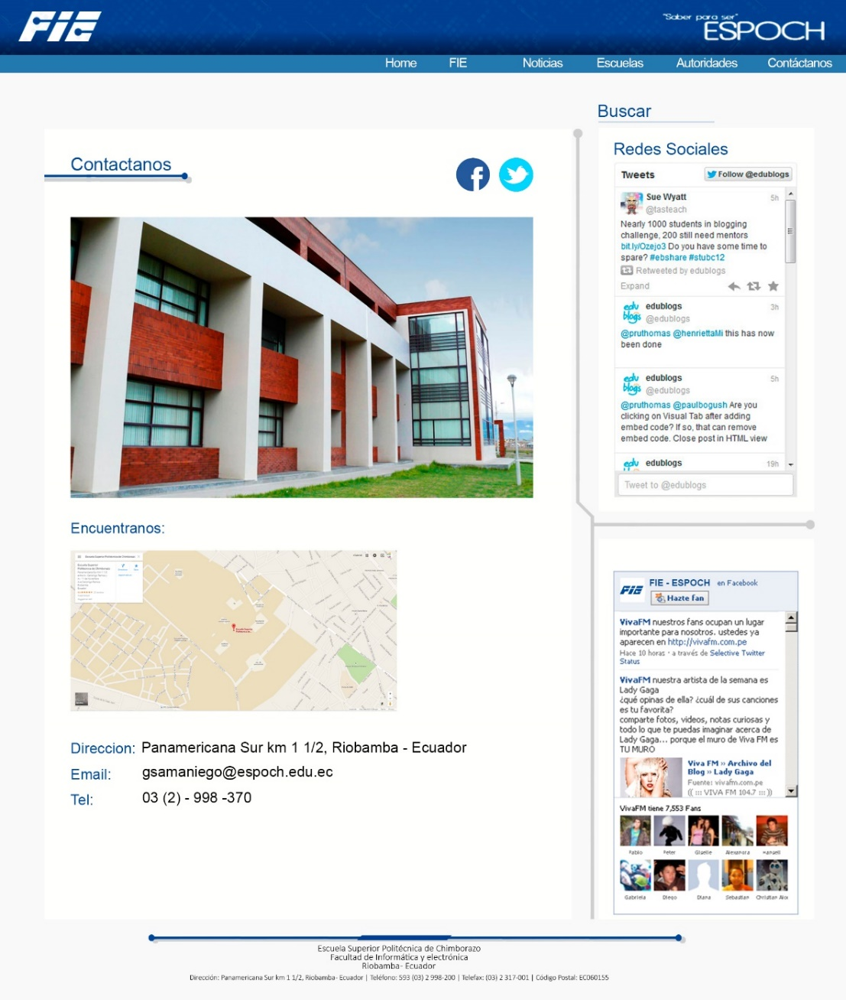 FIE
"Saber para ser"
ESPOCH
Home FIE Noticias Escuelas Autoridades Contáctanos
Buscar
Contactanos
Redes Sociales
Tweets
Follow @edublogs
Sue Wyatt 5h
@tasteach
Nearly 1000 students in blogging
challenge, 200 still need mentors
bit.ly/Ozejo3 Do you have some time to
spare? #ebshare #stubc12
Retweeted by edublogs
Expand
edublogs 3h
@edublogs
@pruthomas @henriettaMi this has now
been done
edublogs 5h
@edublogs
@pruthomas @paulbogush Are you
clicking on Visual Tab after adding
embed code? If so, that can remove
embed code. Close post in HTML view
edublogs 19h
Tweet to @edublogs
Encuentranos:
Direccion: Panamericana Sur km 1 1/2, Riobamba - Ecuador
Email: gsamaniego@espoch.edu.ec
Tel: 03 (2) - 998 -370
FIE
FIE - ESPOCH en Facebook
Hazte fan
VivaFM nuestros fans ocupan un lugar
importante para nosotros. ustedes ya
aparecen en http://vivafm.com.pe
Hace 10 horas · a través de Selective Twitter
Status
VivaFM nuestra artista de la semana es
Lady Gaga
¿qué opinas de ella? ¿cuál de sus canciones
es tu favorita?
comparte fotos, videos, notas curiosas y
todo lo que te puedas imaginar acerca de
Lady Gaga... porque el muro de Viva FM es
TU MURO
Viva FM » Archivo del
Blog » Lady Gaga
Fuente: vivafm.com.pe
(( ::: VIVA FM 104.7 ::: ))
VivaFM tiene 7,553 Fans
Pablo Peter Giselle Alexandra Hansell
Gabriela Diego Diana Sebastian Christian Alex
Escuela Superior Politécnica de Chimborazo
Facultad de Informática y electrónica
Riobamba- Ecuador
Dirección: Panamericana Sur km 1 1/2, Riobamba- Ecuador | Teléfono: 593 (03) 2 998-200 | Telefax: (03) 2 317-001 | Código Postal: EC060155